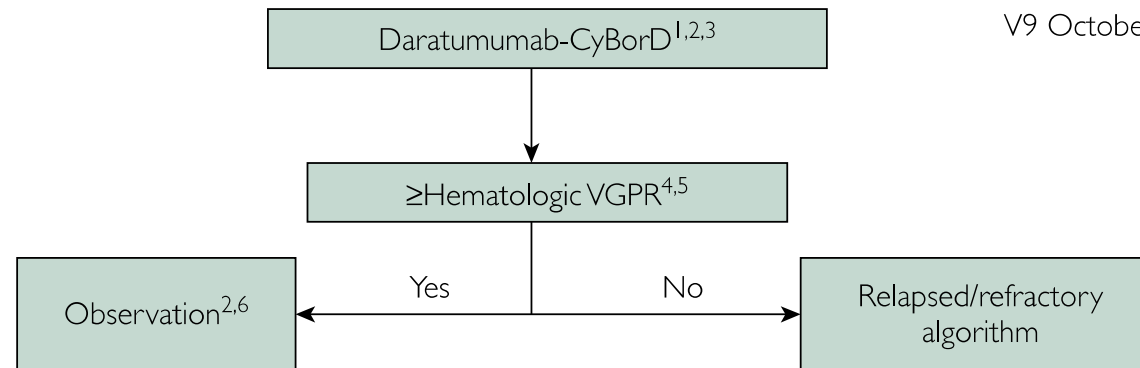 V9 Octobe
Daratumumab-CyBorD1,2,3
≥Hematologic VGPR4,5
Yes
No
Observation2,6
Relapsed/refractory
algorithm